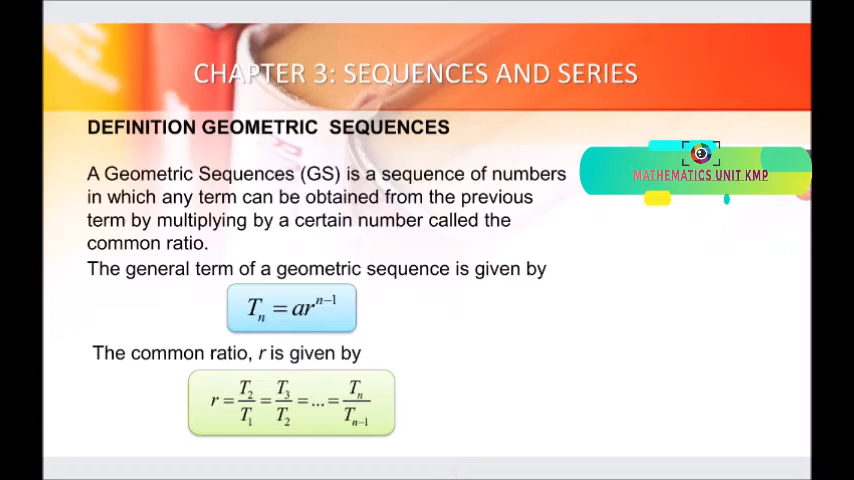 CHAPTER 3: SEQUENCES AND SERIES
DEFINITION GEOMETRIC SEQUENCES
A Geometric Sequences (GS) is a sequence of numbers
in which any term can be obtained from the previous
term by multiplying by a certain number called the
common ratio.
MATHEMATICS UNIT KMP
The general term of a geometric sequence is given by
Tₙ = arⁿ⁻¹
The common ratio, r is given by
r = T₂/T₁ = T₃/T₂ = ... = Tₙ/Tₙ₋₁